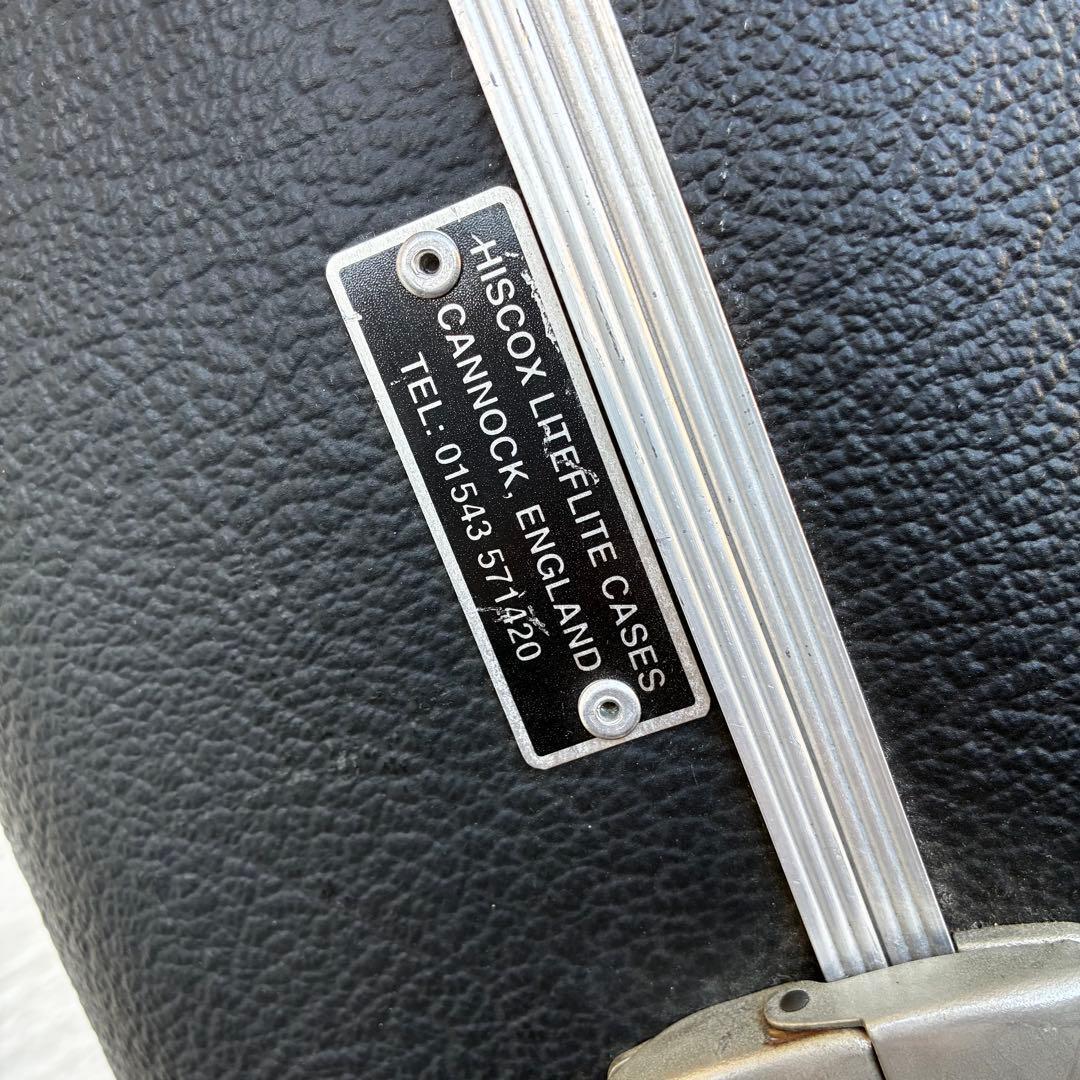 HISCOX LITEFLITE CASES
CANNOCK, ENGLAND
TEL: 01543 571420